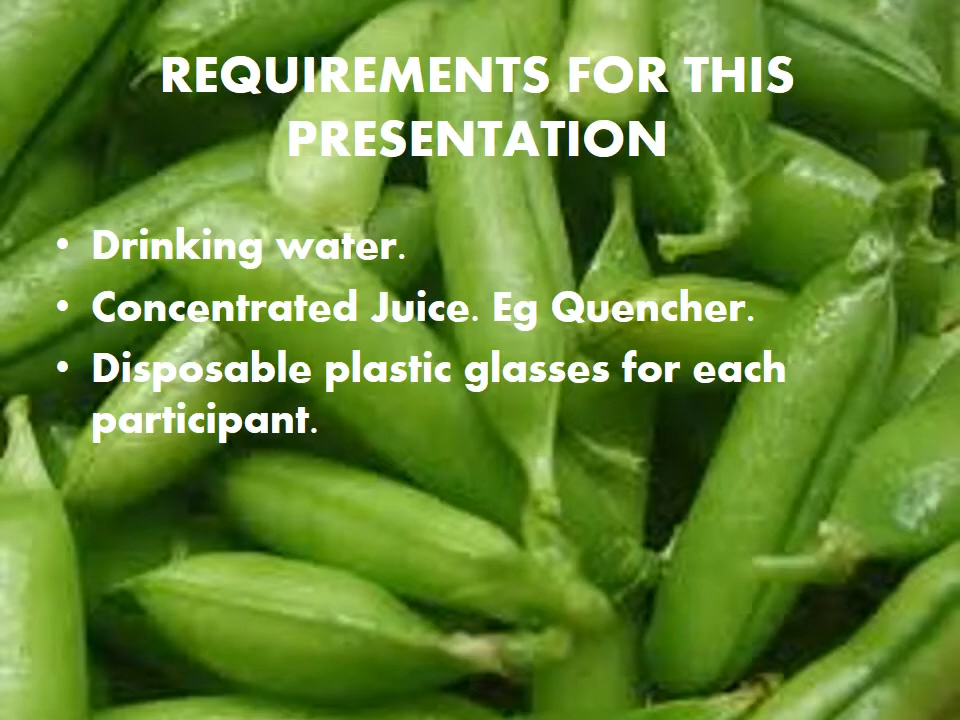 REQUIREMENTS FOR THIS
PRESENTATION
• Drinking water.
• Concentrated Juice. Eg Quencher.
• Disposable plastic glasses for each
participant.